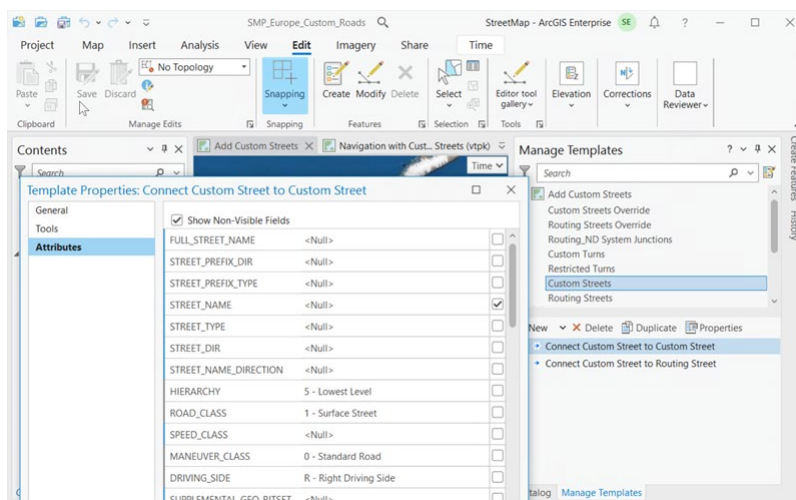 SMP_Europe_Custom_Roads
StreetMap - ArcGIS Enterprise SE ?
Project Map Insert Analysis View Edit Imagery Share Time
No Topology
Paste Save Discard Snapping Create Modify Delete Select Editor tool gallery Elevation Corrections Data Reviewer
Clipboard Manage Edits Snapping Features Selection Tools
Contents
Search
Add Custom Streets
Navigation with Cust... Streets (vtpk)
Time
Manage Templates ?
Search
Add Custom Streets
Custom Streets Override
Routing Streets Override
Routing_ND System Junctions
Custom Turns
Restricted Turns
Custom Streets
Routing Streets
New Delete Duplicate Properties
Connect Custom Street to Custom Street
Connect Custom Street to Routing Street
talog Manage Templates
Create Features
History
Template Properties: Connect Custom Street to Custom Street
General
Tools
Attributes
Show Non-Visible Fields
FULL_STREET_NAME <Null>
STREET_PREFIX_DIR <Null>
STREET_PREFIX_TYPE <Null>
STREET_NAME <Null>
STREET_TYPE <Null>
STREET_DIR <Null>
STREET_NAME_DIRECTION <Null>
HIERARCHY 5 - Lowest Level
ROAD_CLASS 1 - Surface Street
SPEED_CLASS <Null>
MANEUVER_CLASS 0 - Standard Road
DRIVING_SIDE R - Right Driving Side
SUPPLEMENTAL_GEO_BITSET <Null>